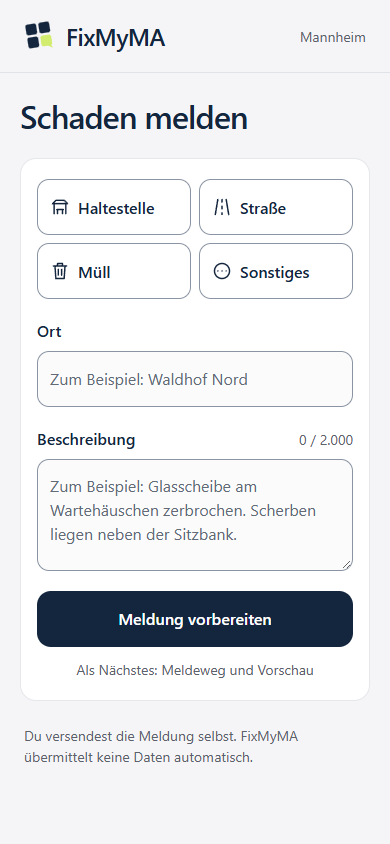 FixMyMA
Mannheim
Schaden melden
Haltestelle
Straße
Müll
Sonstiges
Ort
Zum Beispiel: Waldhof Nord
Beschreibung
0 / 2.000
Zum Beispiel: Glasscheibe am
Wartehäuschen zerbrochen. Scherben
liegen neben der Sitzbank.
Meldung vorbereiten
Als Nächstes: Meldeweg und Vorschau
Du versendest die Meldung selbst. FixMyMA
übermittelt keine Daten automatisch.